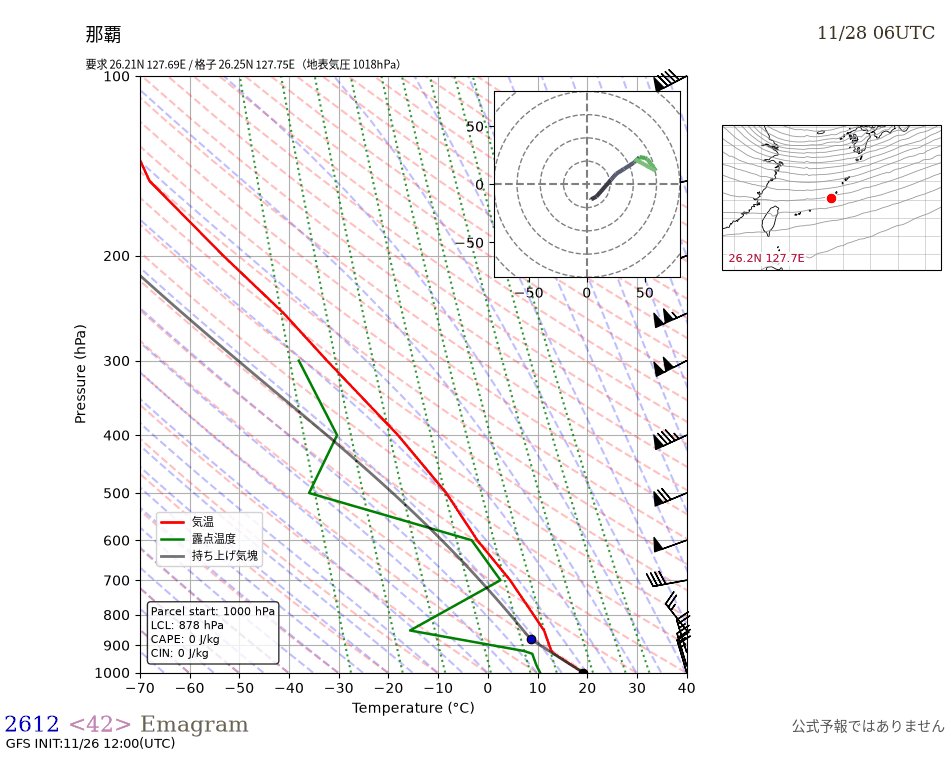 那覇
11/28 06UTC
要求 26.21N 127.69E / 格子 26.25N 127.75E（地表気圧 1018hPa）
100
200
300
400
500
600
700
800
900
1000
Pressure (hPa)
−70 −60 −50 −40 −30 −20 −10 0 10 20 30 40
Temperature (°C)
50
0
−50
−50 0 50
26.2N 127.7E
気温
露点温度
持ち上げ気塊
Parcel start: 1000 hPa
LCL: 878 hPa
CAPE: 0 J/kg
CIN: 0 J/kg
2612 <42> Emagram
公式予報ではありません
GFS INIT:11/26 12:00(UTC)